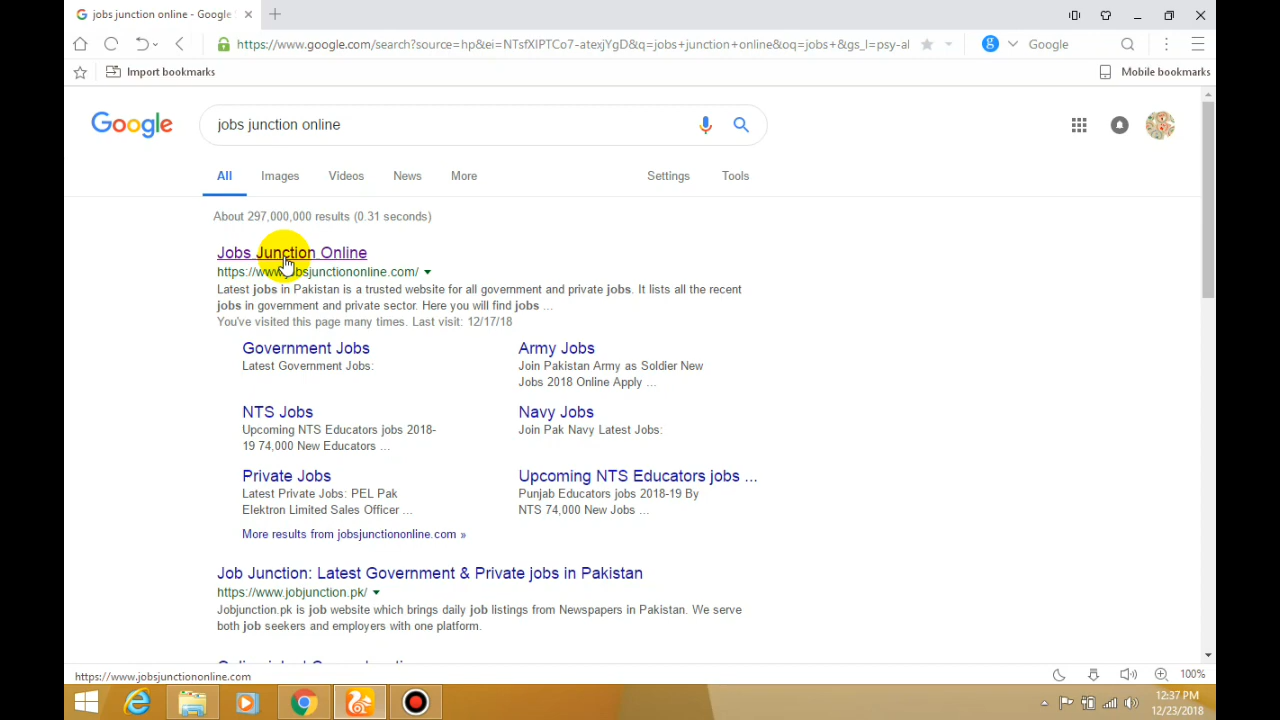 jobs junction online - Google
https://www.google.com/search?source=hp&ei=NTsfXIPTCo7-atexjYgD&q=jobs+junction+online&oq=jobs+&gs_l=psy-al
Google
Import bookmarks
Mobile bookmarks
Google
jobs junction online
All
Images
Videos
News
More
Settings
Tools
About 297,000,000 results (0.31 seconds)
Jobs Junction Online
https://www.jobsjunctiononline.com/
Latest jobs in Pakistan is a trusted website for all government and private jobs. It lists all the recent
jobs in government and private sector. Here you will find jobs ...
You've visited this page many times. Last visit: 12/17/18
Government Jobs
Latest Government Jobs:
Army Jobs
Join Pakistan Army as Soldier New
Jobs 2018 Online Apply ...
NTS Jobs
Upcoming NTS Educators jobs 2018-
19 74,000 New Educators ...
Navy Jobs
Join Pak Navy Latest Jobs:
Private Jobs
Latest Private Jobs: PEL Pak
Elektron Limited Sales Officer ...
Upcoming NTS Educators jobs ...
Punjab Educators jobs 2018-19 By
NTS 74,000 New Jobs ...
More results from jobsjunctiononline.com »
Job Junction: Latest Government & Private jobs in Pakistan
https://www.jobjunction.pk/
Jobjunction.pk is job website which brings daily job listings from Newspapers in Pakistan. We serve
both job seekers and employers with one platform.
https://www.jobsjunctiononline.com
100%
12:37 PM
12/23/2018